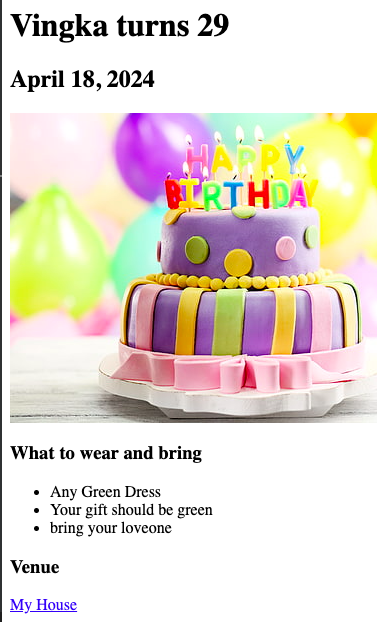 Vingka turns 29
April 18, 2024
HAPPY
BIRTHDAY
What to wear and bring
Any Green Dress
Your gift should be green
bring your loveone
Venue
My House